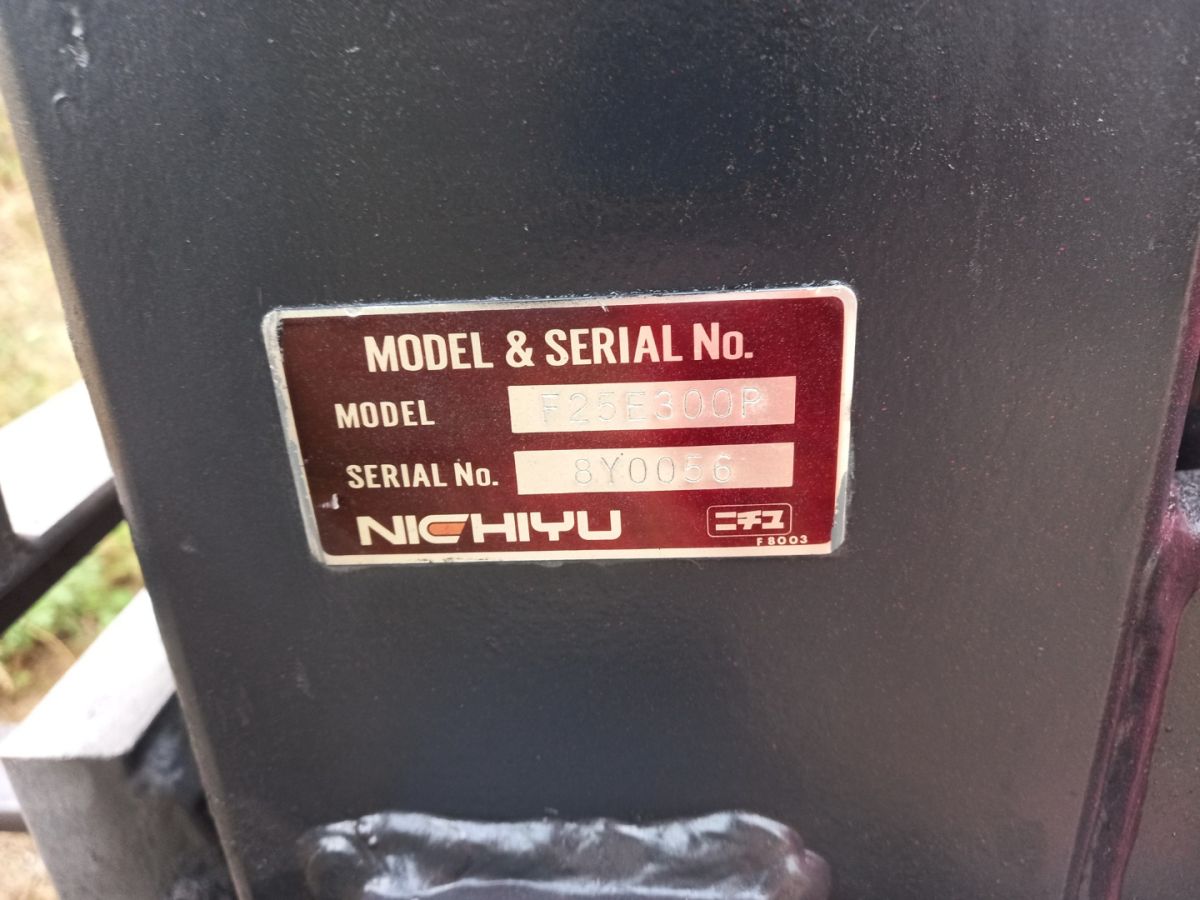 MODEL & SERIAL No.
MODEL F25E300P
SERIAL No. 8Y0056
NICHIYU ニチユ
F8003